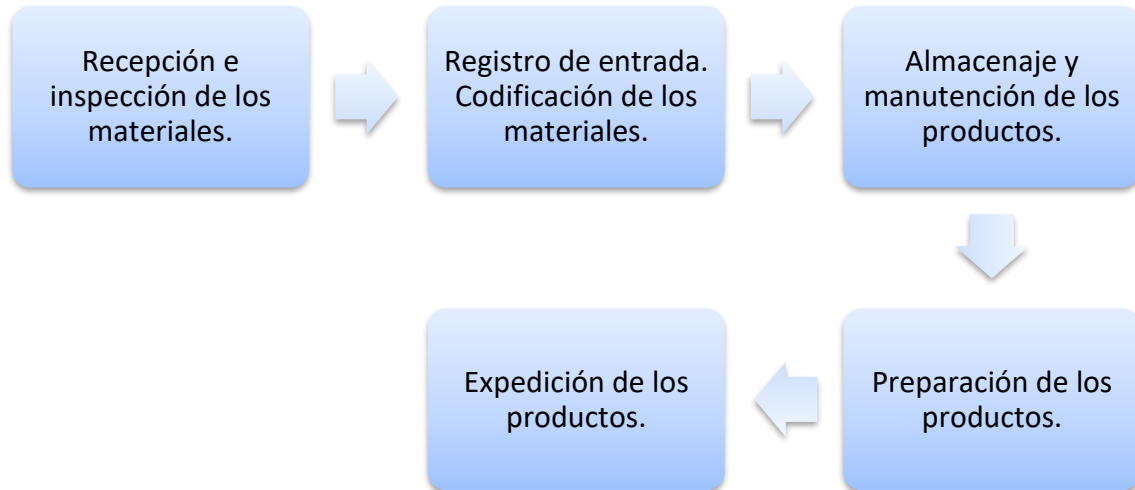 Recepción e
inspección de los
materiales.
Registro de entrada.
Codificación de los
materiales.
Almacenaje y
manutención de los
productos.
Preparación de los
productos.
Expedición de los
productos.